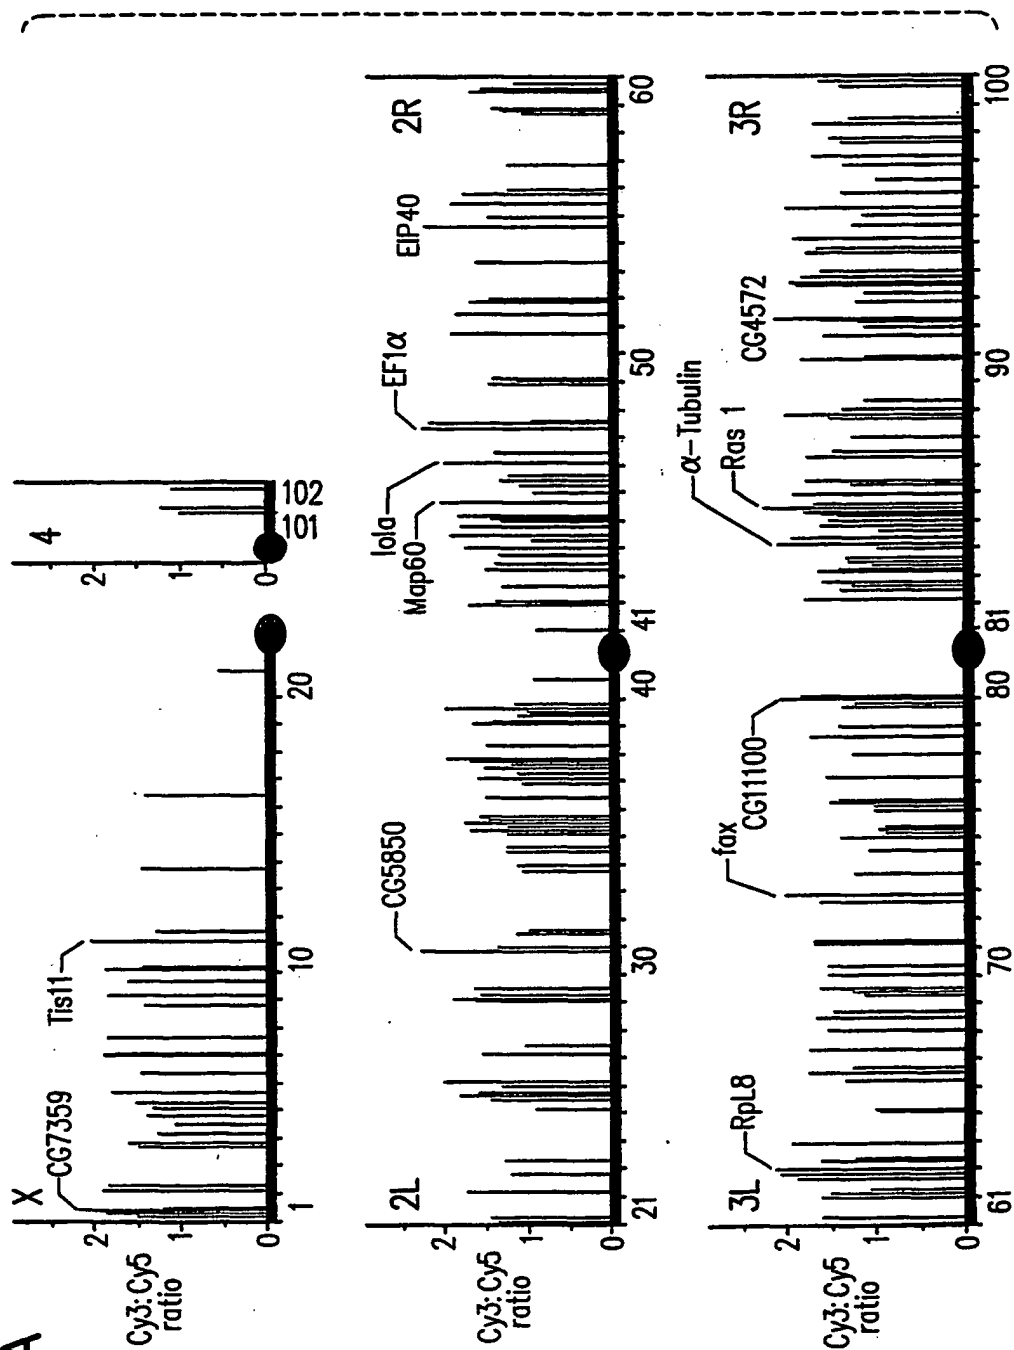 A
X
CG7359
Tis11
4
Cy3: Cy5
ratio
2
1
0
1
10
20
2
1
0
101
102
2L
CG5850
Map60
lola
EF1α
EIP40
2R
Cy3: Cy5
ratio
2
1
0
21
30
40
41
50
60
3L
RpL8
fax
CG11100
α-Tubulin
Ras 1
CG4572
3R
Cy3: Cy5
ratio
2
1
0
61
70
80
81
90
100